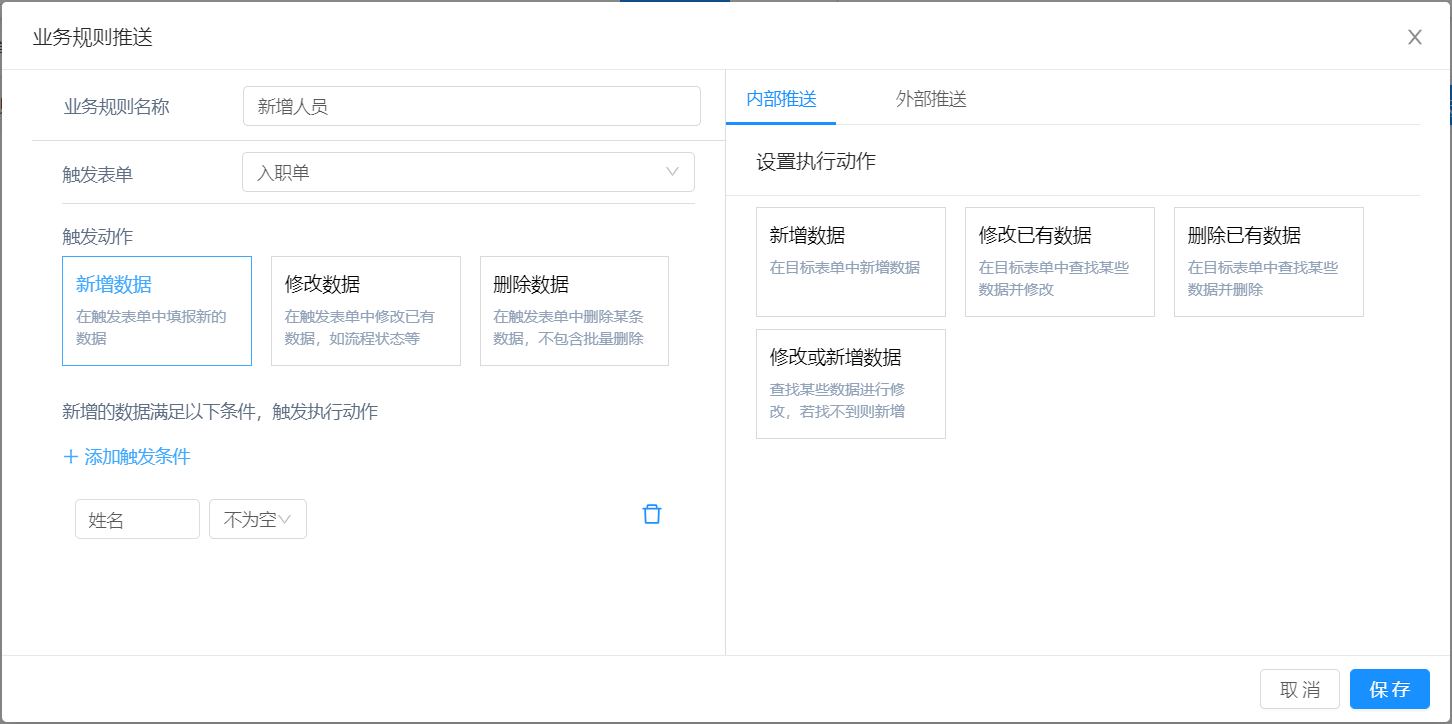 业务规则推送
业务规则名称
新增人员
触发表单
入职单
触发动作
新增数据
在触发表单中填报新的
数据
修改数据
在触发表单中修改已有
数据，如流程状态等
删除数据
在触发表单中删除某条
数据，不包含批量删除
新增的数据满足以下条件，触发执行动作
添加触发条件
姓名
不为空
内部推送
外部推送
设置执行动作
新增数据
在目标表单中新增数据
修改已有数据
在目标表单中查找某些
数据并修改
删除已有数据
在目标表单中查找某些
数据并删除
修改或新增数据
查找某些数据进行修
改，若找不到则新增
取消
保存